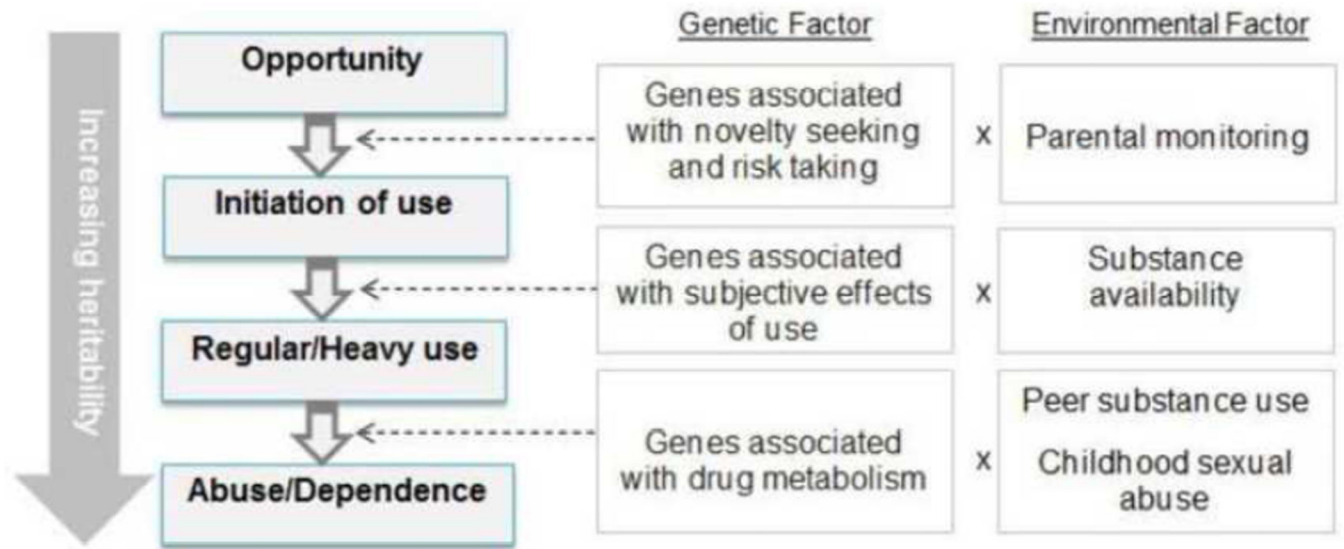 Increasing heritability
Opportunity
Initiation of use
Regular/Heavy use
Abuse/Dependence
Genetic Factor
Environmental Factor
Genes associated
with novelty seeking
and risk taking
x
Parental monitoring
Genes associated
with subjective effects
of use
x
Substance
availability
Genes associated
with drug metabolism
x
Peer substance use
Childhood sexual
abuse